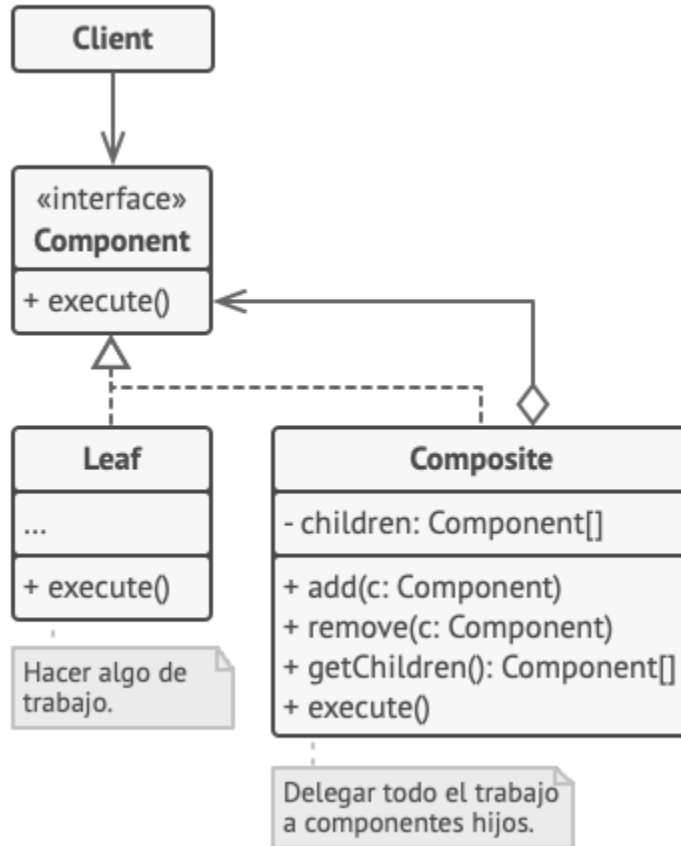 Client
«interface»
Component
+ execute()
Leaf
...
+ execute()
Hacer algo de
trabajo.
Composite
- children: Component[]
+ add(c: Component)
+ remove(c: Component)
+ getChildren(): Component[]
+ execute()
Delegar todo el trabajo
a componentes hijos.